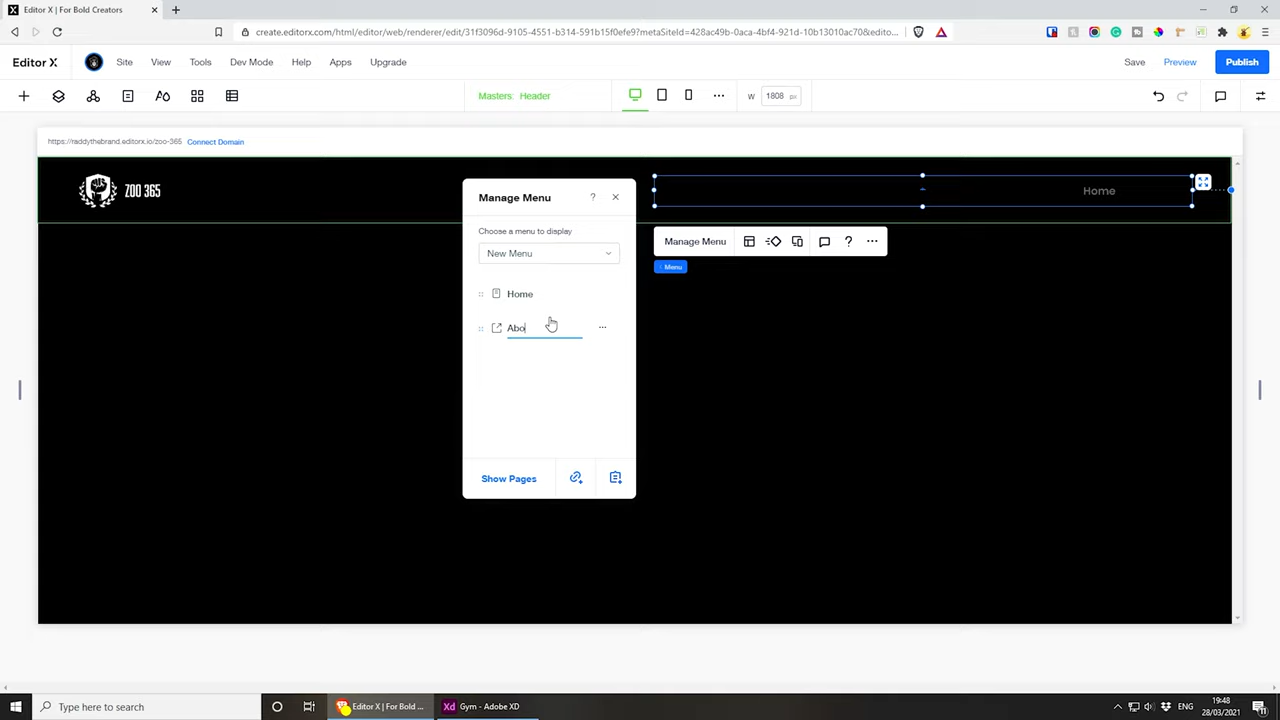 Editor X | For Bold Creators
create.editorx.com/html/editor/web/renderer/edit/31f3096d-9105-4551-b314-591b15f0efe9?metaSiteId=428ac49b-0aca-4bf4-921d-10b13010ac70&edito...
Editor X Site View Tools Dev Mode Help Apps Upgrade Save Preview Publish
Masters: Header W 1808 px
https://raddythebrand.editorx.io/zoo-365 Connect Domain
ZOO 365
Home
Manage Menu ?
Choose a menu to display
New Menu
Manage Menu ?
Menu
Home
Abo
Show Pages
Type here to search
Editor X | For Bold ...
Gym - Adobe XD
ENG
19:48
28/03/2021